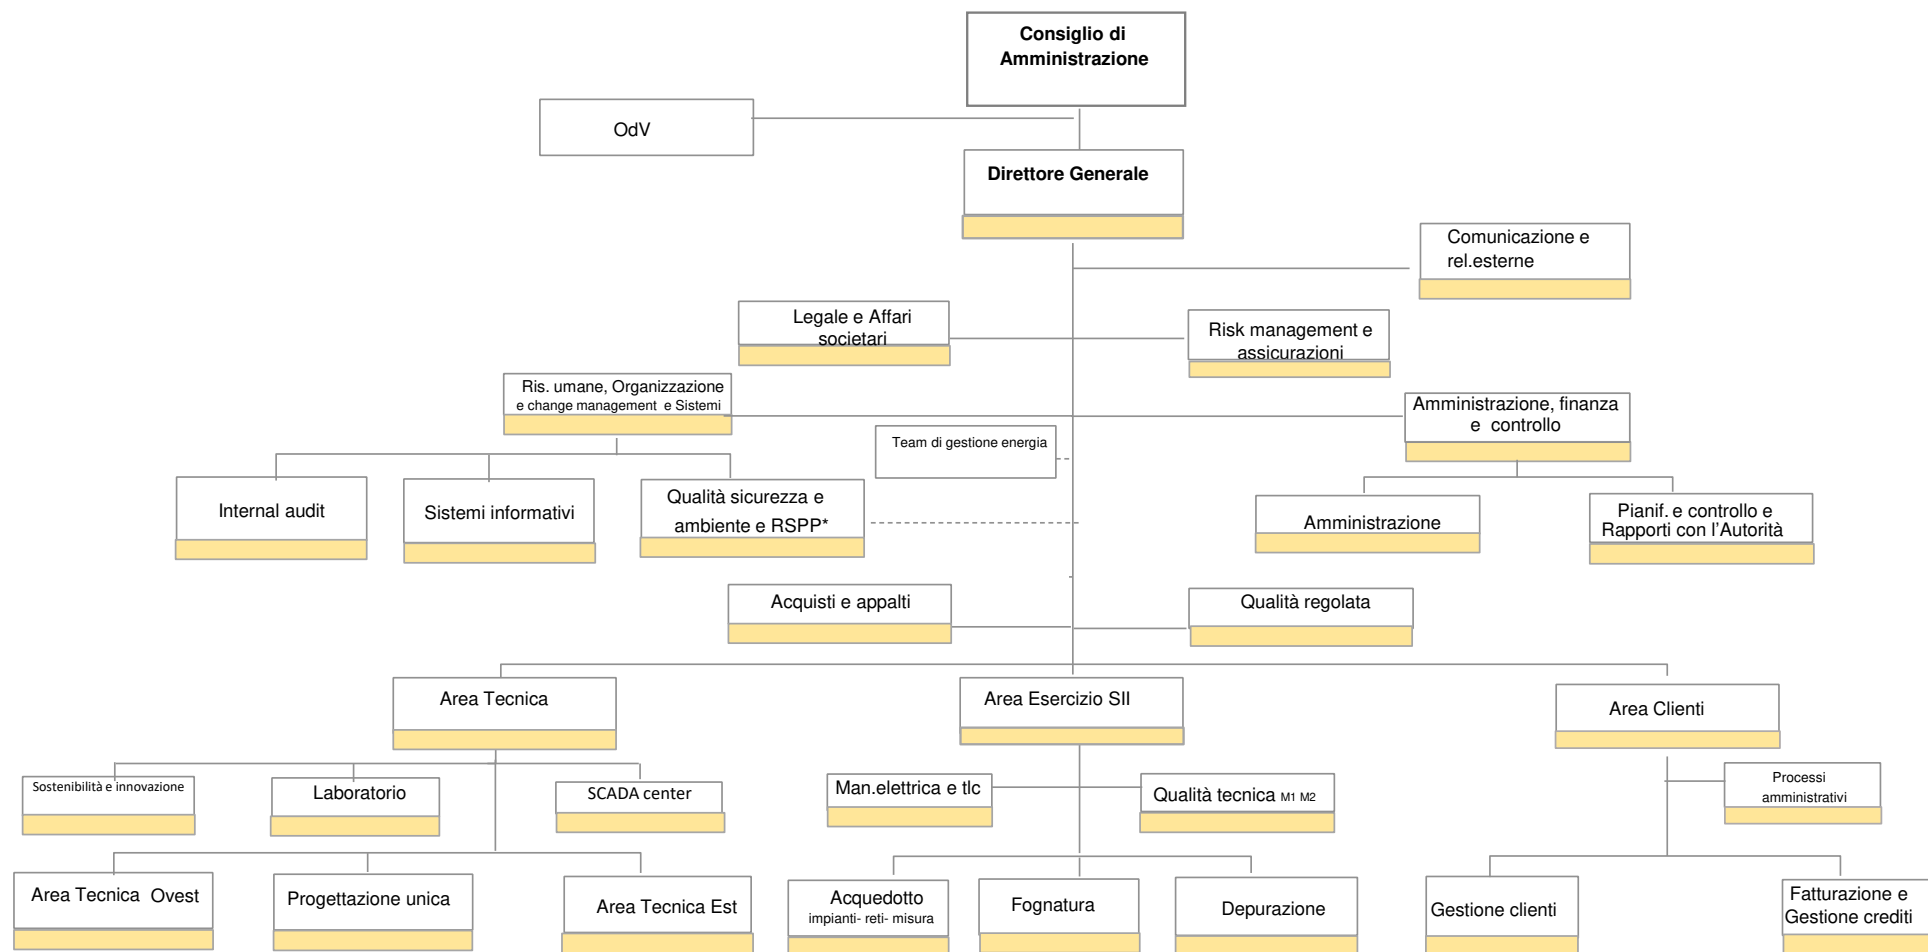 Consiglio di
Amministrazione
OdV
Direttore Generale
Comunicazione e
rel.esterne
Legale e Affari
societari
Risk management e
assicurazioni
Ris. umane, Organizzazione
e change management e Sistemi
Amministrazione, finanza
e controllo
Team di gestione energia
Internal audit
Sistemi informativi
Qualità sicurezza e
ambiente e RSPP*
Amministrazione
Pianif. e controllo e
Rapporti con l'Autorità
Acquisti e appalti
Qualità regolata
Area Tecnica
Area Esercizio SII
Area Clienti
Sostenibilità e innovazione
Laboratorio
SCADA center
Man.elettrica e tlc
Qualità tecnica M1 M2
Processi
amministrativi
Area Tecnica Ovest
Progettazione unica
Area Tecnica Est
Acquedotto
impianti- reti- misura
Fognatura
Depurazione
Gestione clienti
Fatturazione e
Gestione crediti